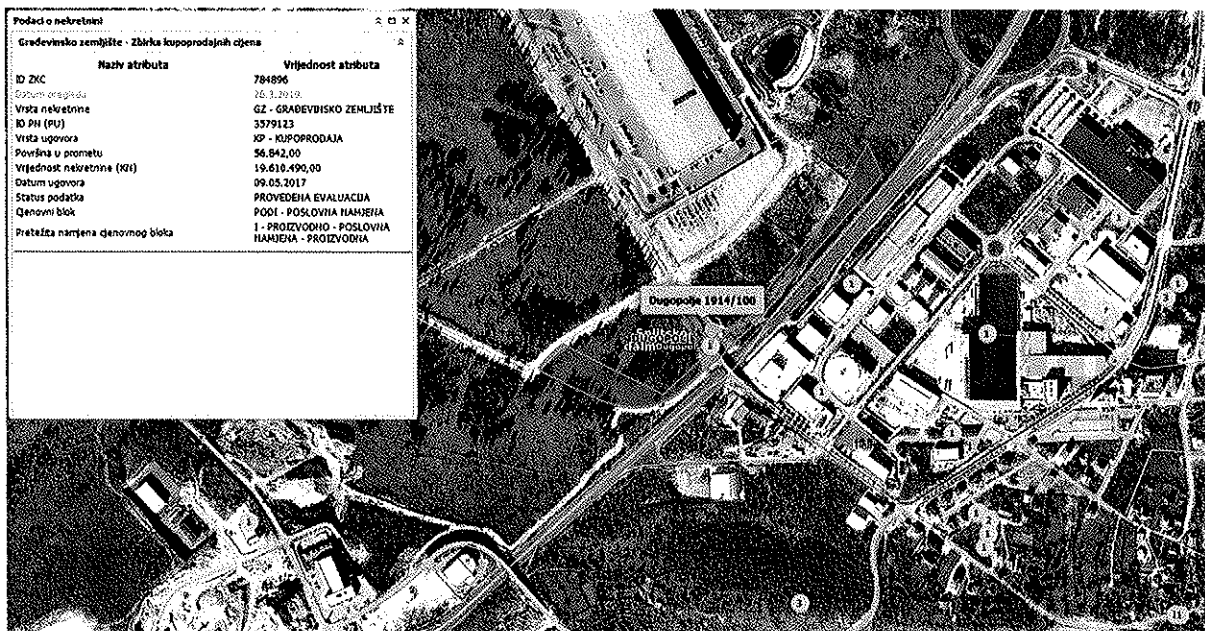 Podaci o nekretnini
Građevinsko zemljište - Zbirka kupoprodajnih cijena
Naziv atributa Vrijednost atributa
ID ZKC 784896
Datum pregleda 26.3.2019.
Vrsta nekretnine GZ - GRAĐEVINSKO ZEMLJIŠTE
ID PN (PU) 3579123
Vrsta ugovora KP - KUPOPRODAJA
Površina u prometu 56.842,00
Vrijednost nekretnine (KN) 19.610.490,00
Datum ugovora 09.05.2017
Status podatka PROVEDENA EVALUACIJA
Cjenovni blok PODI - POSLOVNA NAMJENA
Pretežita namjena cjenovnog bloka 1 - PROIZVODNO - POSLOVNA
NAMJENA - PROIZVODNA
Dugopolje 1914/100